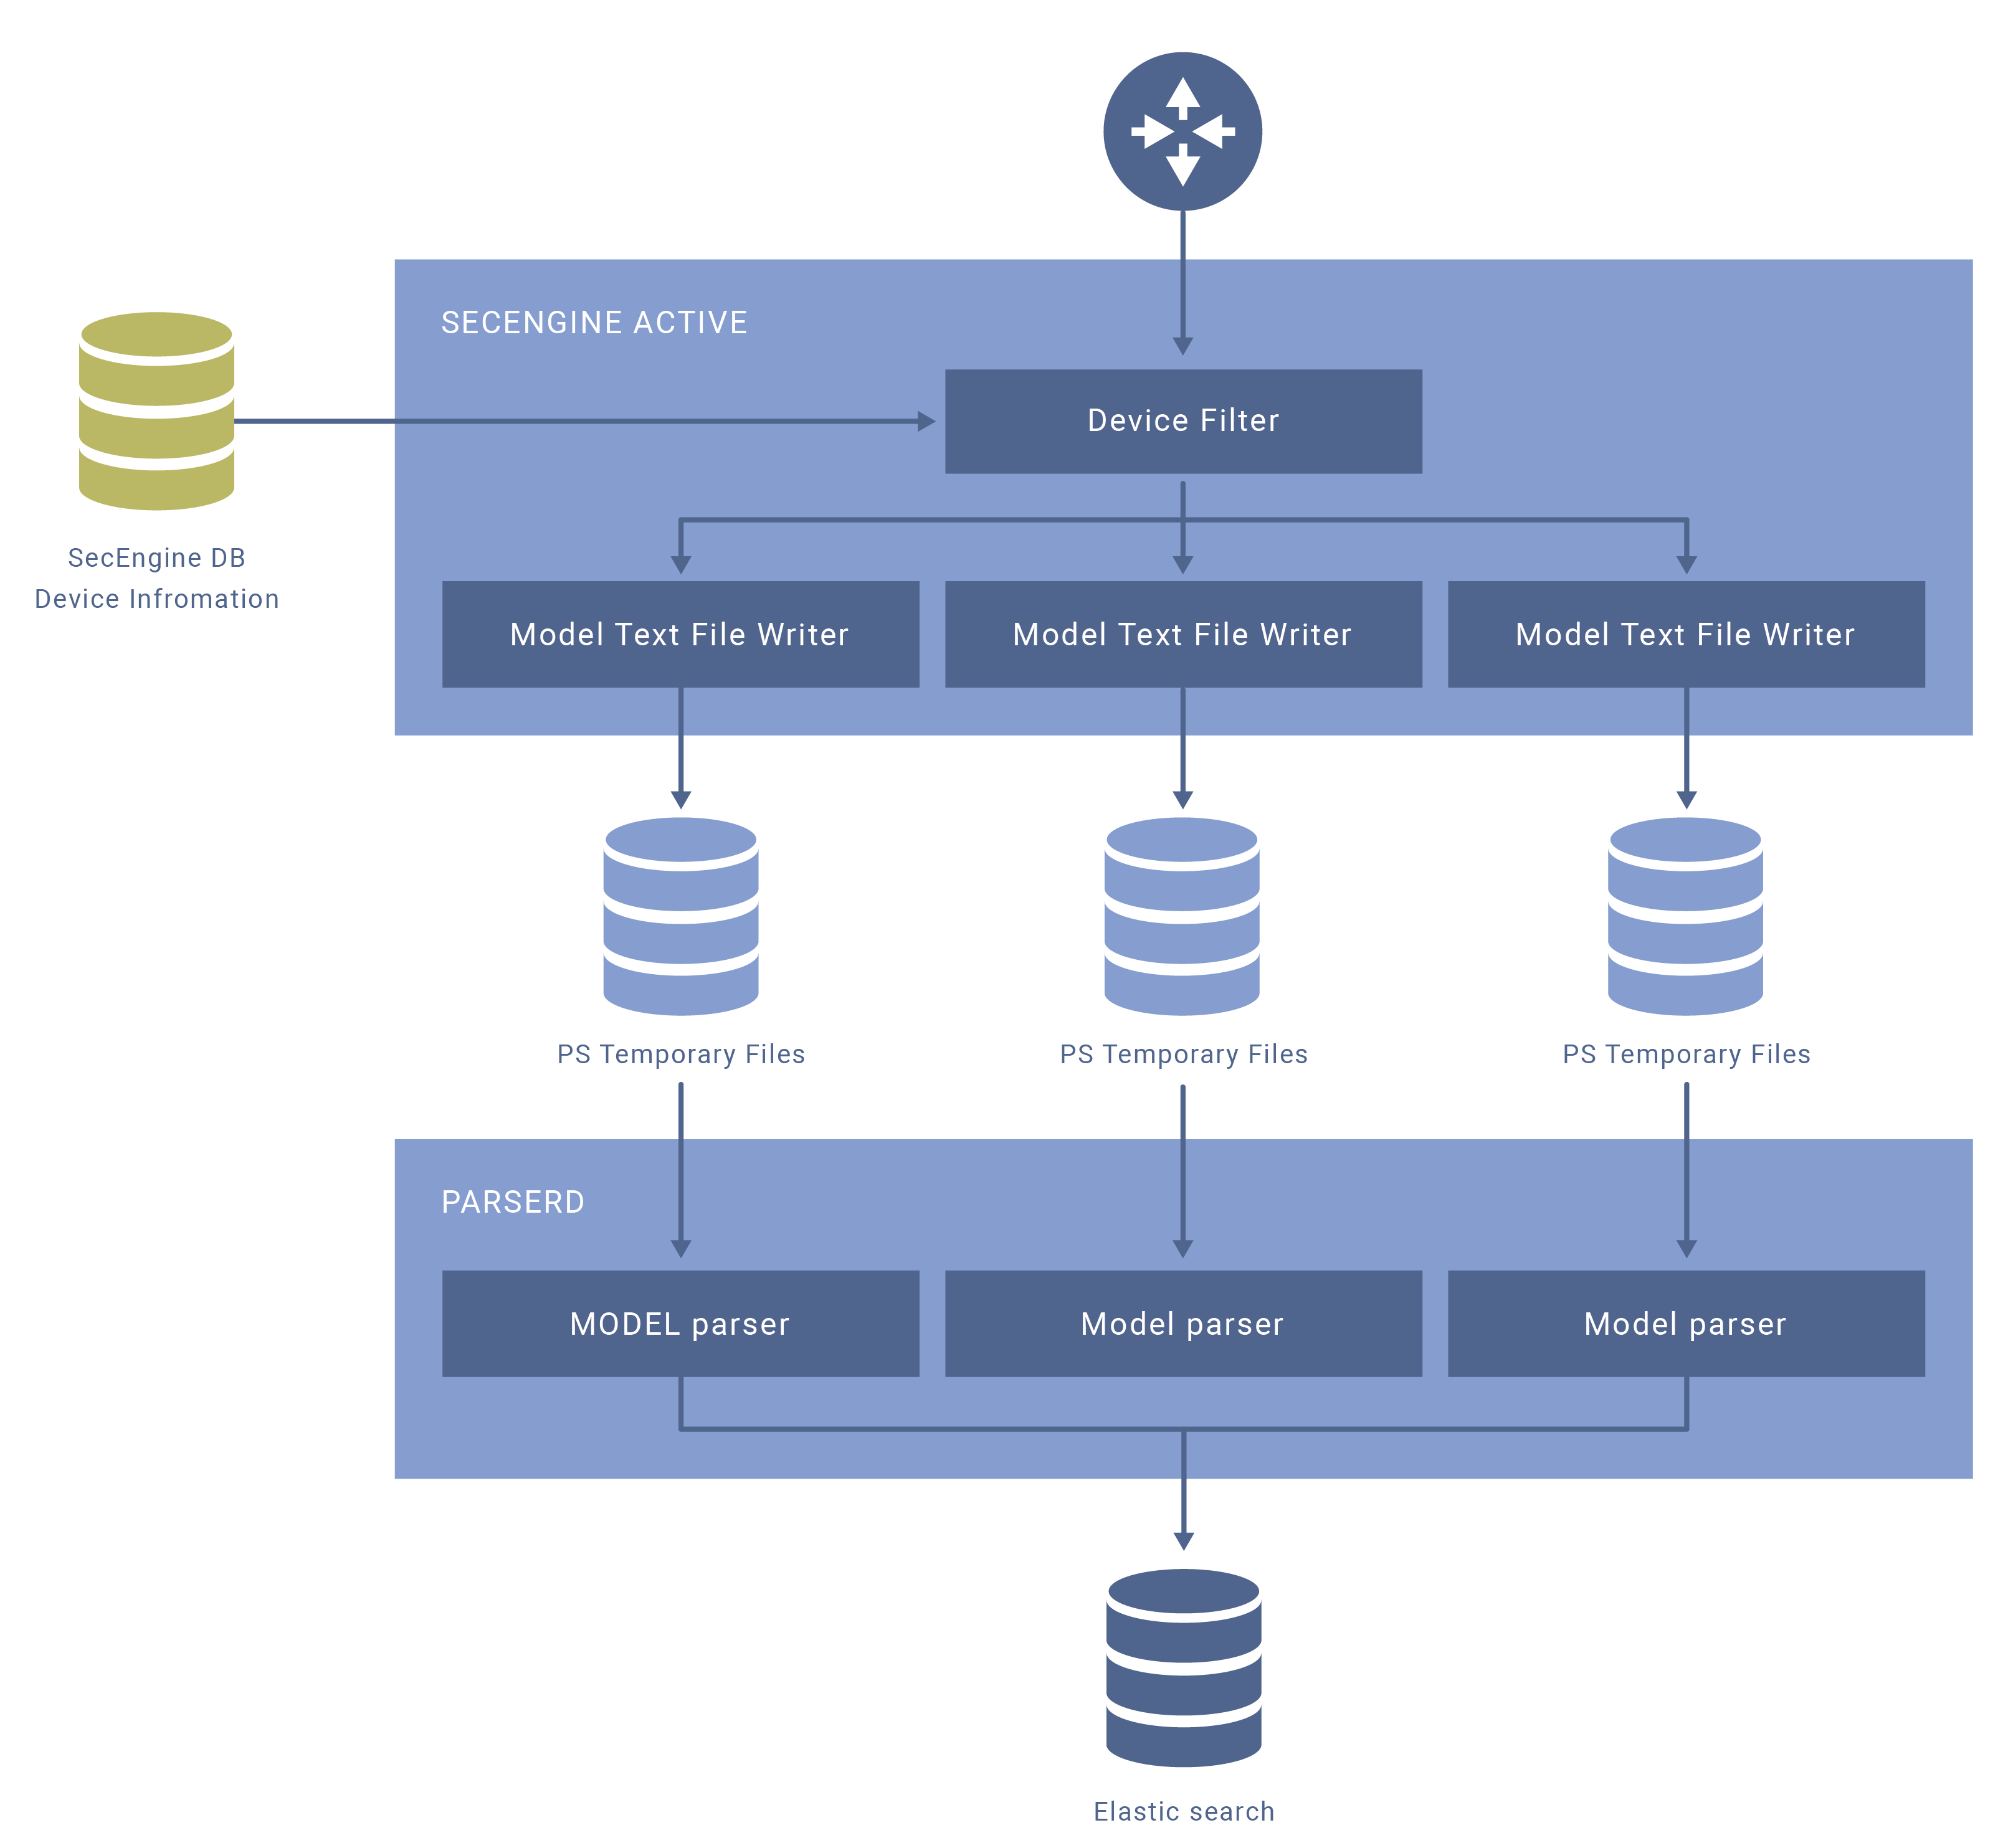 SECENGINE ACTIVE
Device Filter
SecEngine DB
Device Infromation
Model Text File Writer
Model Text File Writer
Model Text File Writer
PS Temporary Files
PS Temporary Files
PS Temporary Files
PARSERD
MODEL parser
Model parser
Model parser
Elastic search